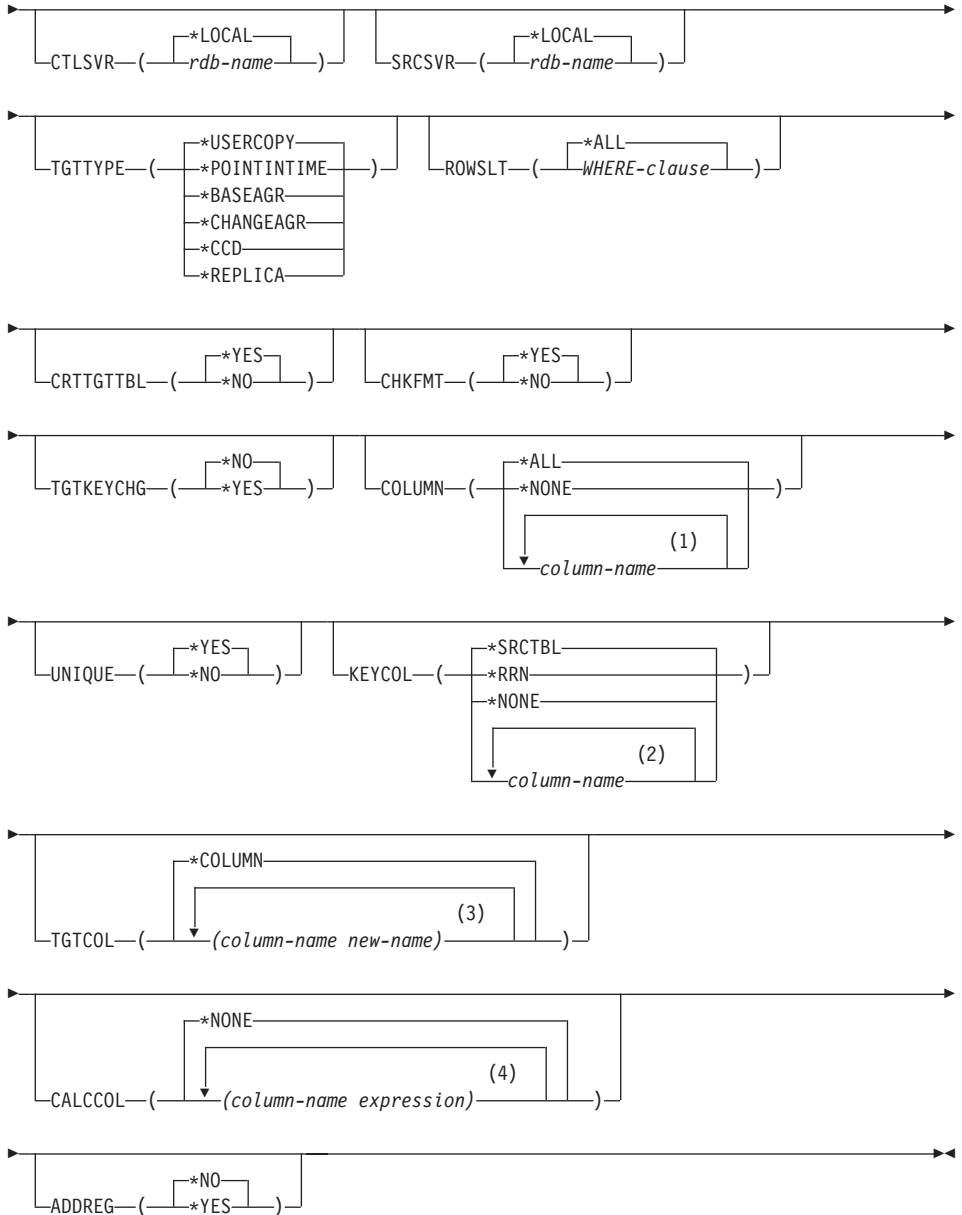 *LOCAL *LOCAL
CTLSVR ( rdb-name ) SRCSVR ( rdb-name )
*USERCOPY *ALL
TGTTYPE ( *POINTINTIME ) ROWSLT ( WHERE-clause )
*BASEAGR
*CHANGEAGR
*CCD
*REPLICA
*YES *YES
CRTTGTTBL ( *NO ) CHKFMT ( *NO )
*NO *ALL
TGTKEYCHG ( *YES ) COLUMN ( *NONE )
(1)
column-name
*YES *SRCTBL
UNIQUE ( *NO ) KEYCOL ( *RRN )
*NONE
(2)
column-name
*COLUMN
(3)
TGTCOL ( (column-name new-name) )
*NONE
(4)
CALCCOL ( (column-name expression) )
*NO
ADDREG ( *YES )